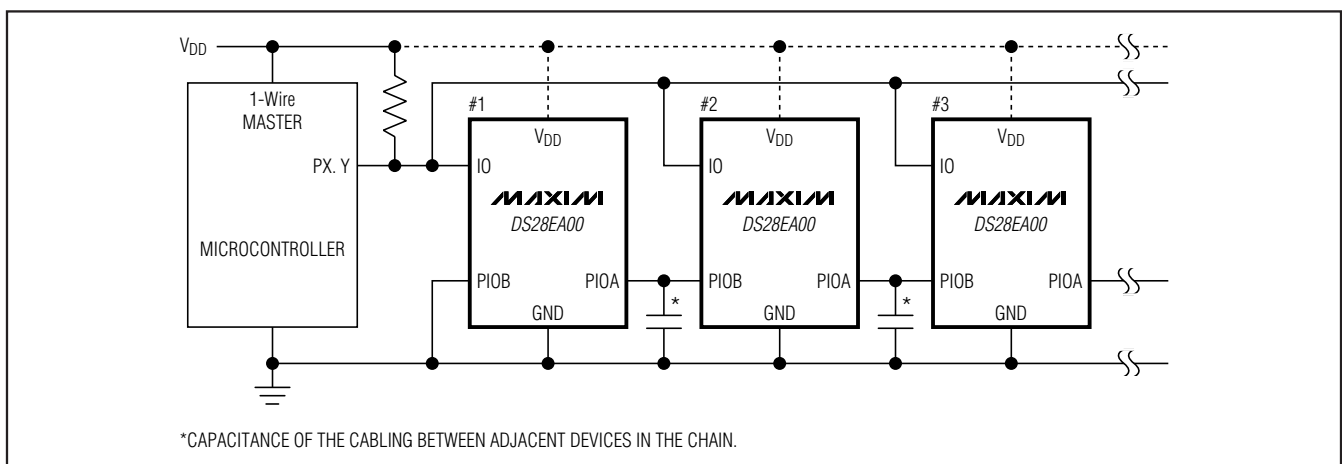 VDD
1-Wire
MASTER
PX. Y
MICROCONTROLLER
#1
VDD
IO
MAXIM
DS28EA00
PIOB
PIOA
GND
*
#2
VDD
IO
MAXIM
DS28EA00
PIOB
PIOA
GND
*
#3
VDD
IO
MAXIM
DS28EA00
PIOB
PIOA
GND
*CAPACITANCE OF THE CABLING BETWEEN ADJACENT DEVICES IN THE CHAIN.